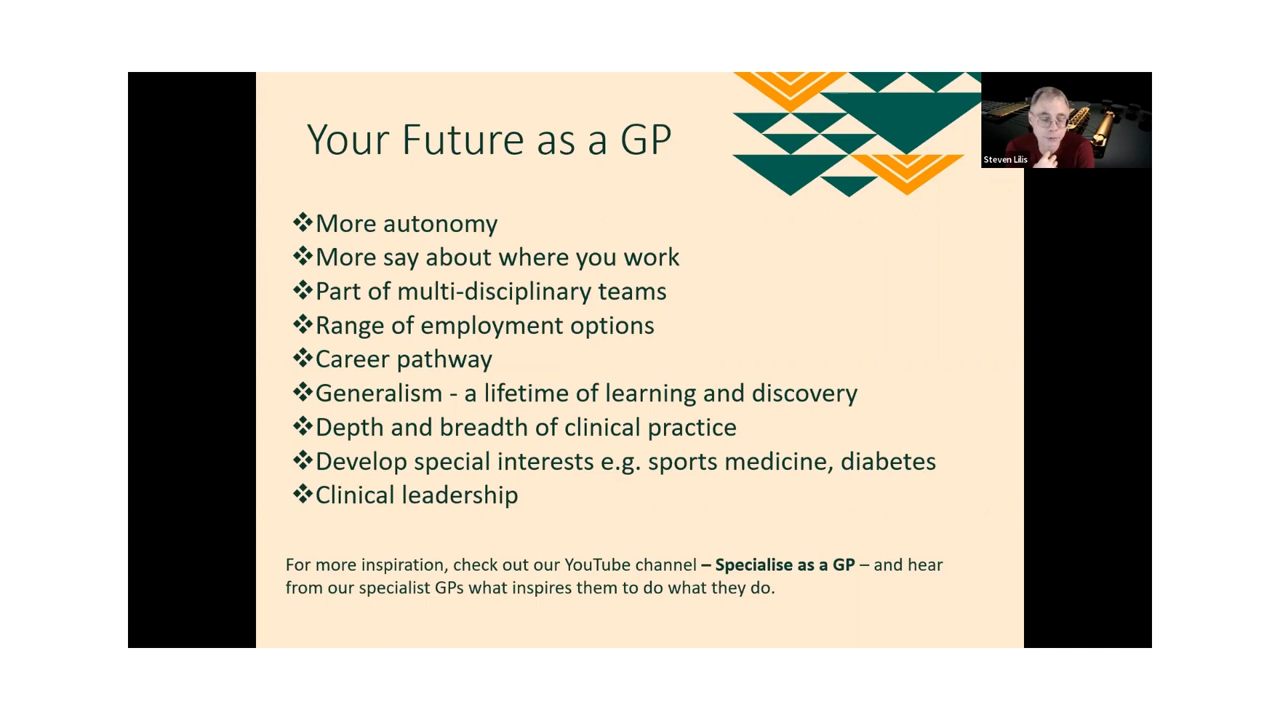 Your Future as a GP
Steven Lilis
❖More autonomy
❖More say about where you work
❖Part of multi-disciplinary teams
❖Range of employment options
❖Career pathway
❖Generalism - a lifetime of learning and discovery
❖Depth and breadth of clinical practice
❖Develop special interests e.g. sports medicine, diabetes
❖Clinical leadership
For more inspiration, check out our YouTube channel – Specialise as a GP – and hear
from our specialist GPs what inspires them to do what they do.